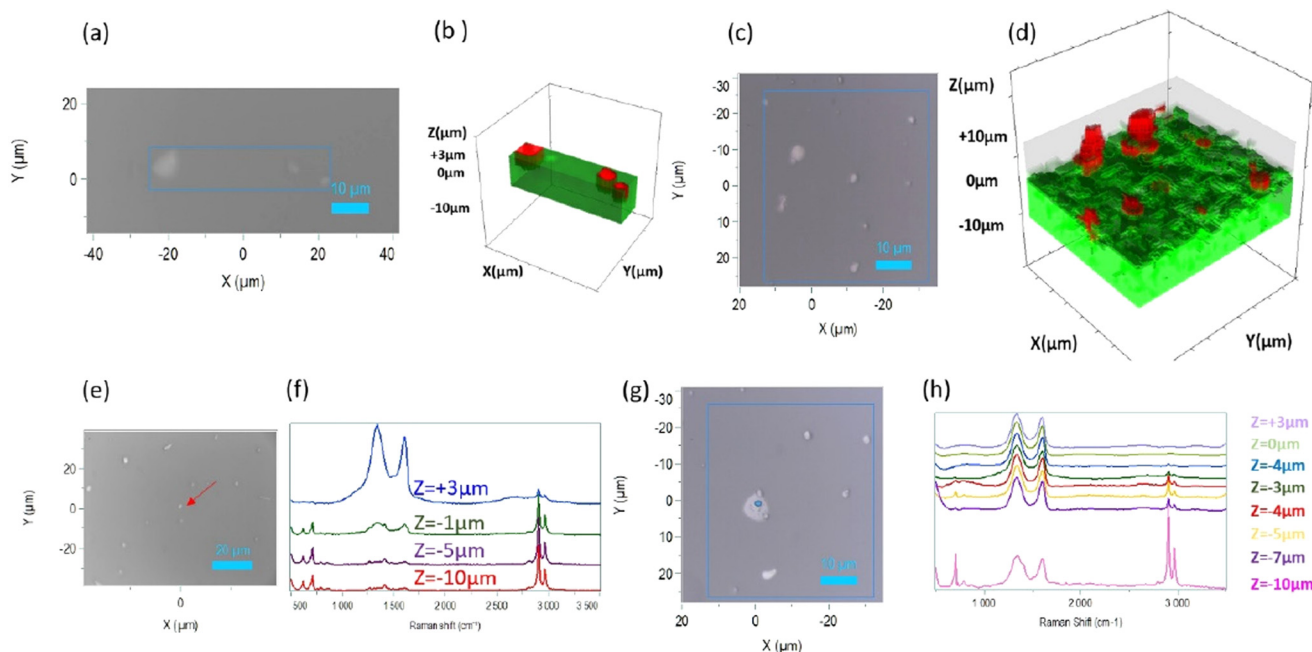 (a)
Y (µm)
20
0
10 µm
-40
-20
0
20
40
X (µm)
(b )
Z(µm)
+3µm
0µm
-10µm
X(µm)
Y(µm)
(c)
-30
-20
-10
0
10
20
Y (µm)
10 µm
20
0
-20
X (µm)
(d)
Z(µm)
+10µm
0µm
-10µm
X(µm)
Y(µm)
(e)
Y (µm)
20
0
-20
20 µm
0
X (µm)
(f)
Z=+3µm
Z=-1µm
Z=-5µm
Z=-10µm
500
1 000
1 500
2 000
2 500
3 000
3 500
Raman shift (cm⁻¹)
(g)
-30
-20
-10
0
10
20
Y (µm)
10 µm
20
0
-20
X (µm)
(h)
Z=+3µm
Z=0µm
Z=-4µm
Z=-3µm
Z=-4µm
Z=-5µm
Z=-7µm
Z=-10µm
1 000
2 000
3 000
Raman Shift (cm-1)